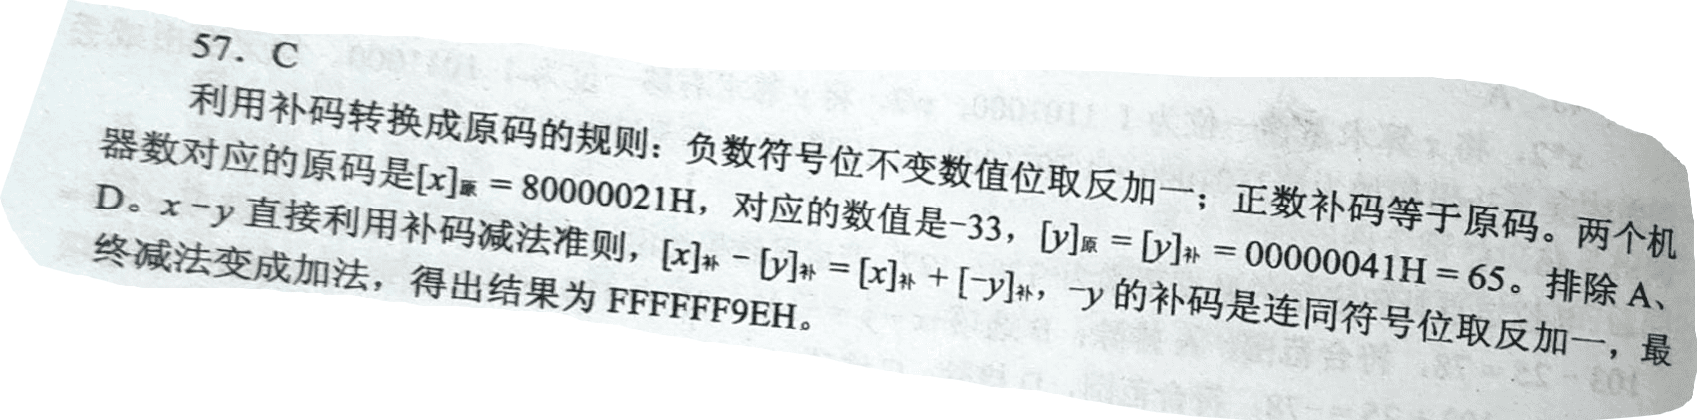 57. C
利用补码转换成原码的规则：负数符号位不变数值位取反加一；正数补码等于原码。两个机
器数对应的原码是[x]原 = 80000021H，对应的数值是-33，[y]原 = [y]补 = 00000041H = 65。排除 A、
D。x - y 直接利用补码减法准则，[x]补 - [y]补 = [x]补 + [-y]补，-y 的补码是连同符号位取反加一，最
终减法变成加法，得出结果为 FFFFFF9EH。